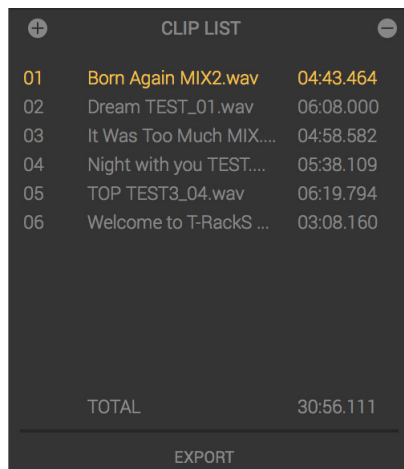 CLIP LIST
01 Born Again MIX2.wav 04:43.464
02 Dream TEST_01.wav 06:08.000
03 It Was Too Much MIX.... 04:58.582
04 Night with you TEST.... 05:38.109
05 TOP TEST3_04.wav 06:19.794
06 Welcome to T-RackS ... 03:08.160
TOTAL 30:56.111
EXPORT